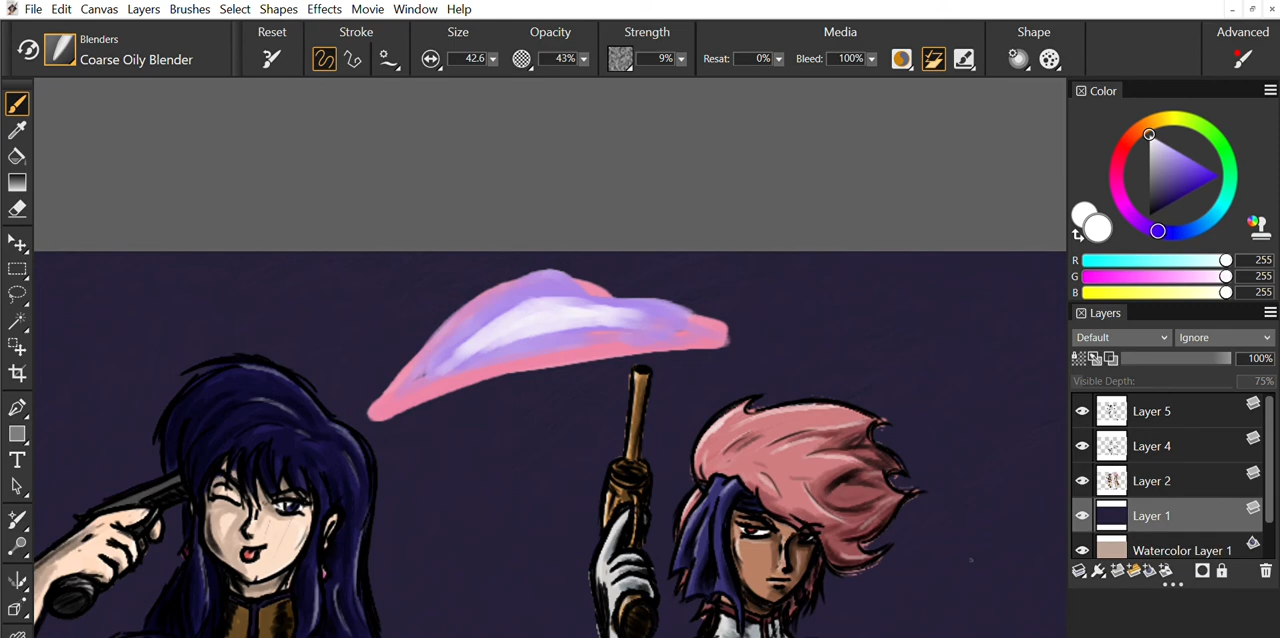 File Edit Canvas Layers Brushes Select Shapes Effects Movie Window Help
Blenders
Coarse Oily Blender
Reset
Stroke
Size
42.6
Opacity
43%
Strength
9%
Media
Resat: 0% Bleed: 100%
Shape
Advanced
Color
R 255
G 255
B 255
Layers
Default Ignore
100%
Visible Depth: 75%
Layer 5
Layer 4
Layer 2
Layer 1
Watercolor Layer 1
T